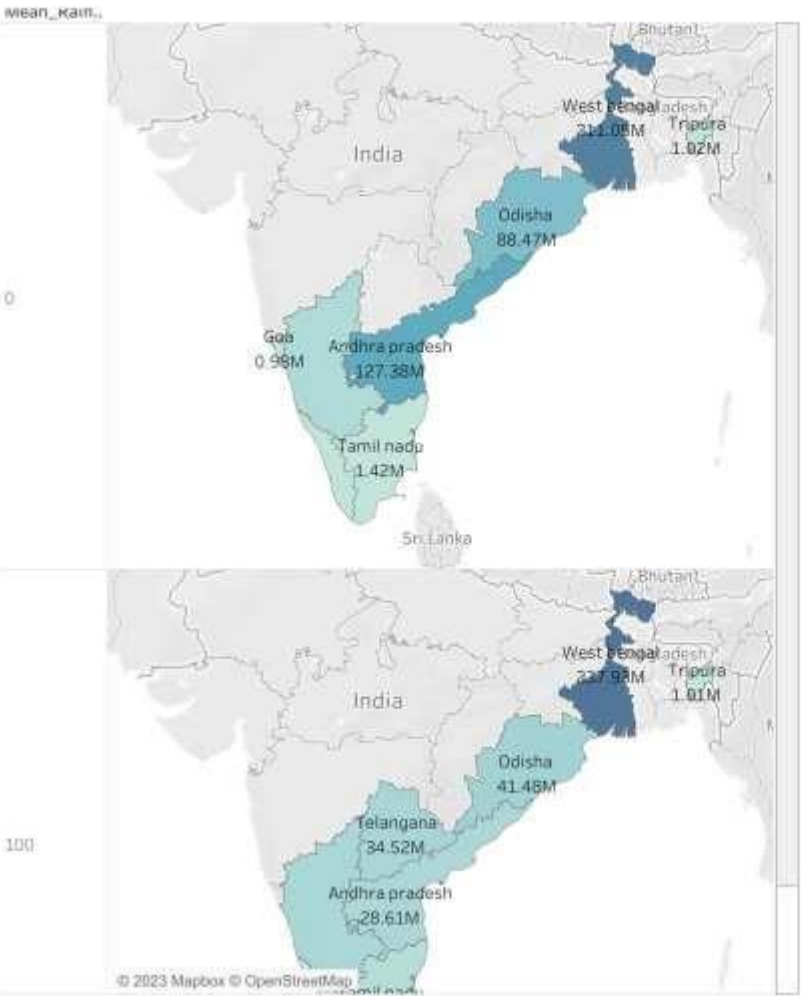 Mean_Rain..
Bhutan
West bengal
Tripura
1.02M
India
Odisha
88.47M
0
Goa
0.98M
Andhra pradesh
127.38M
Tamil nadu
1.42M
Sri Lanka
Bhutan
West bengal
Tripura
1.01M
India
Odisha
41.48M
Telangana
34.52M
100
Andhra pradesh
28.61M
© 2023 Mapbox © OpenStreetMap